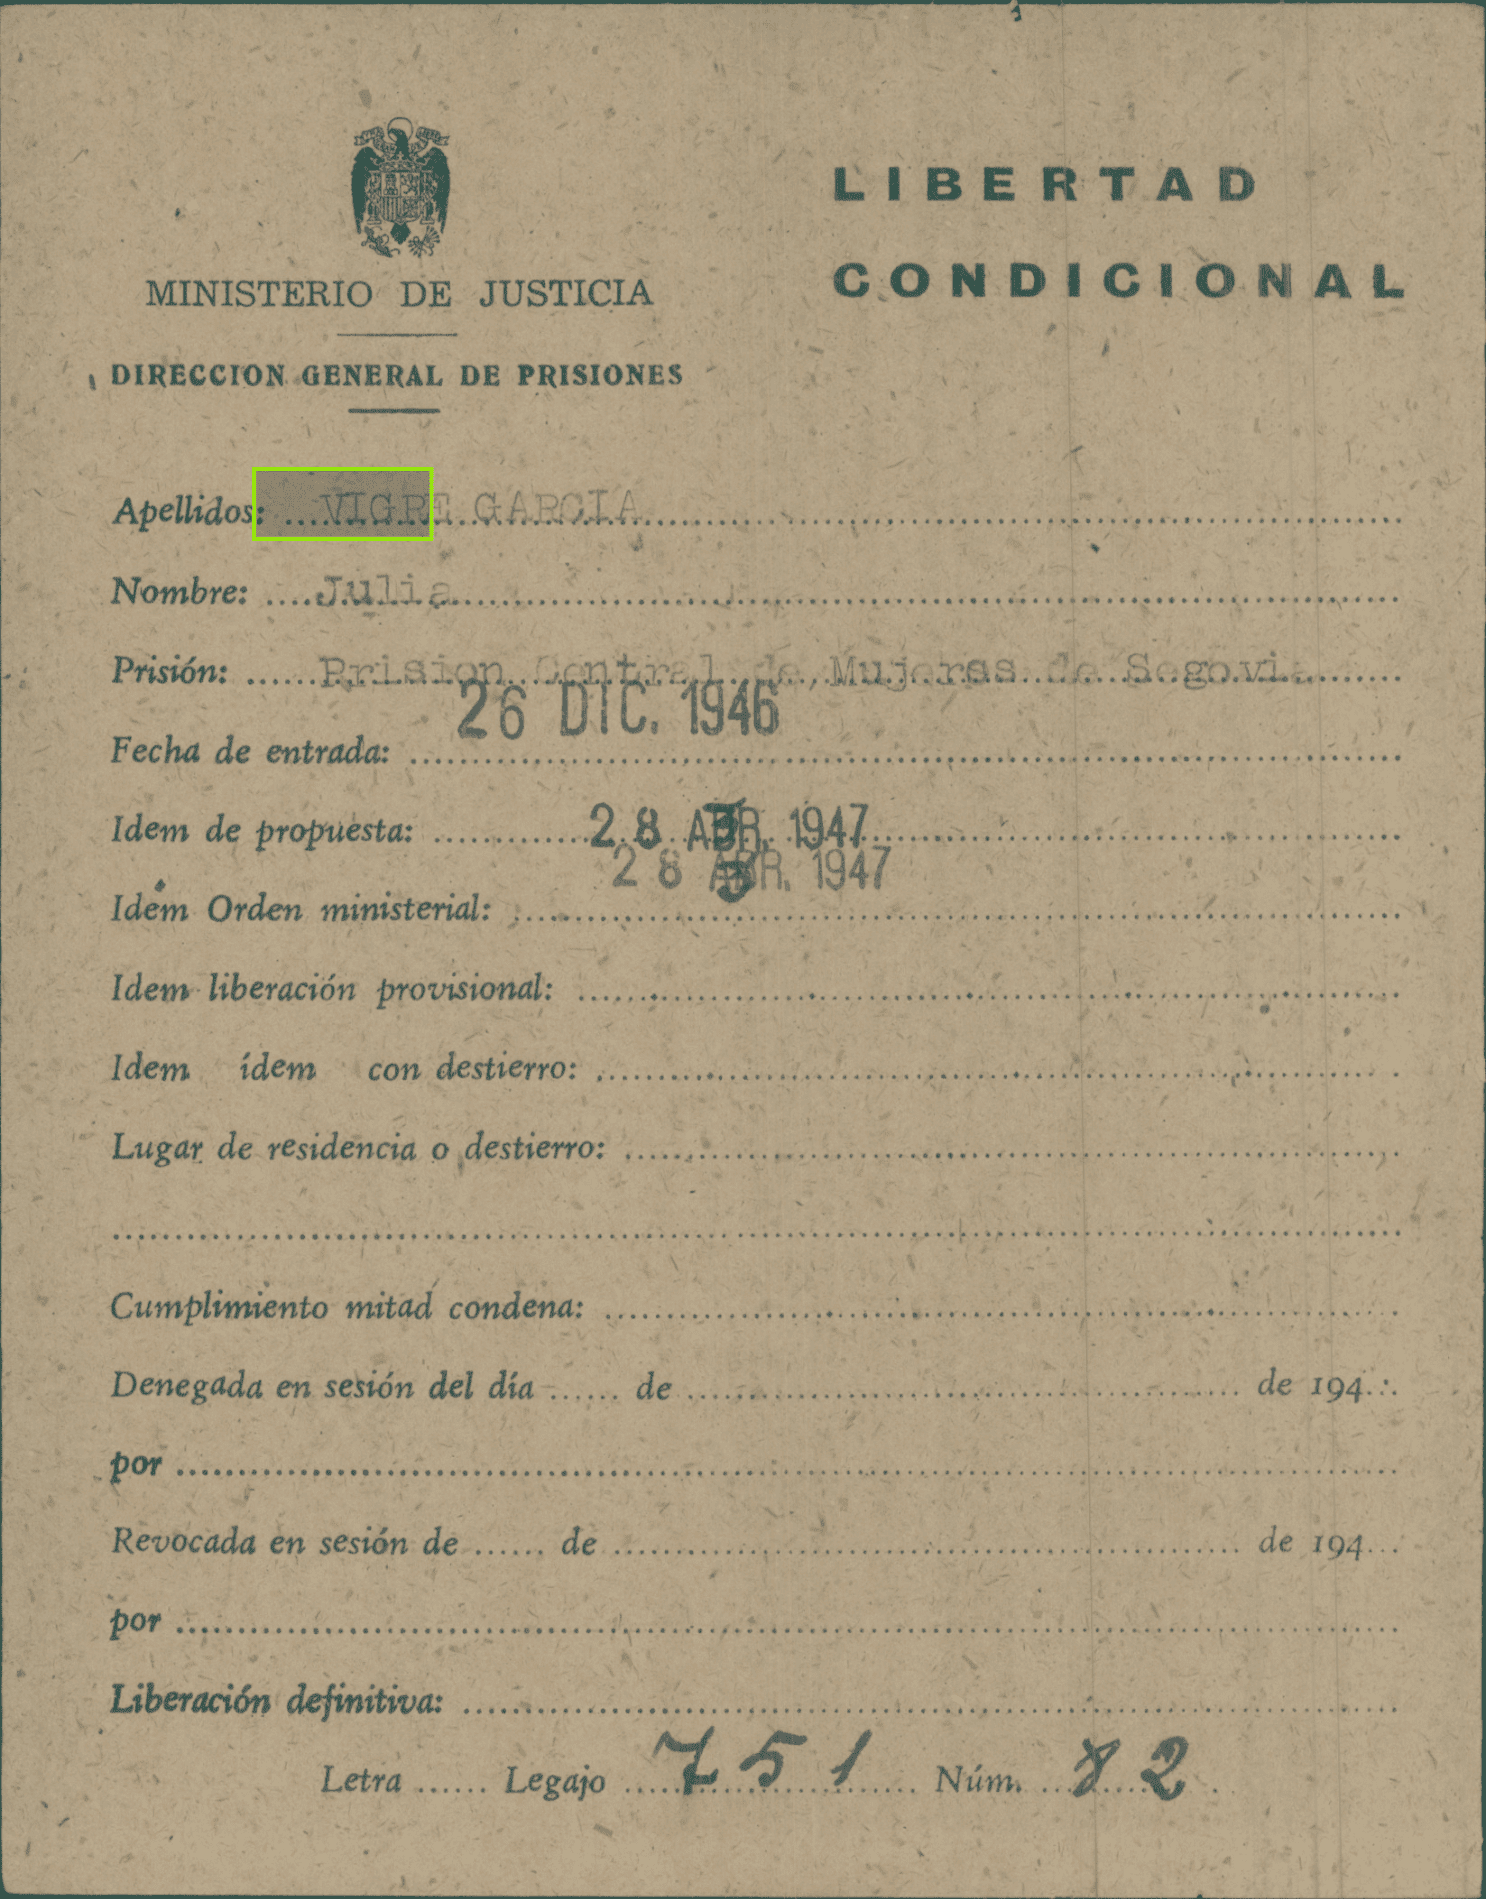 LIBERTAD
CONDICIONAL
MINISTERIO DE JUSTICIA
DIRECCION GENERAL DE PRISIONES
Apellidos: VIGRE GARCIA
Nombre: Julia
Prisión: Prision Central de Mujeres de Segovia
26 DIC. 1946
Fecha de entrada:
Idem de propuesta: 28 ABR. 1947
28 ABR. 1947
Idem Orden ministerial:
Idem liberación provisional:
Idem ídem con destierro:
Lugar de residencia o destierro:
Cumplimiento mitad condena:
Denegada en sesión del día ...... de ...... de 194...
por
Revocada en sesión de ...... de ...... de 194...
por
Liberación definitiva:
Letra ...... Legajo 751 Núm. 82